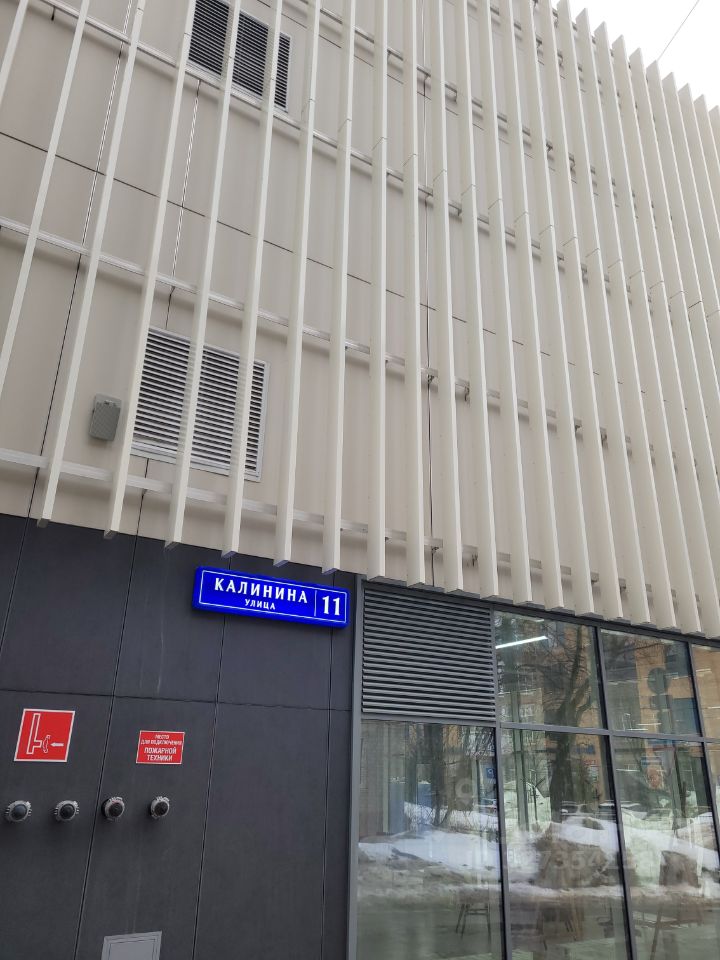 КАЛИНИНА
УЛИЦА
11
МЕСТО
ДЛЯ ПОДКЛЮЧЕНИЯ
ПОЖАРНОЙ
ТЕХНИКИ